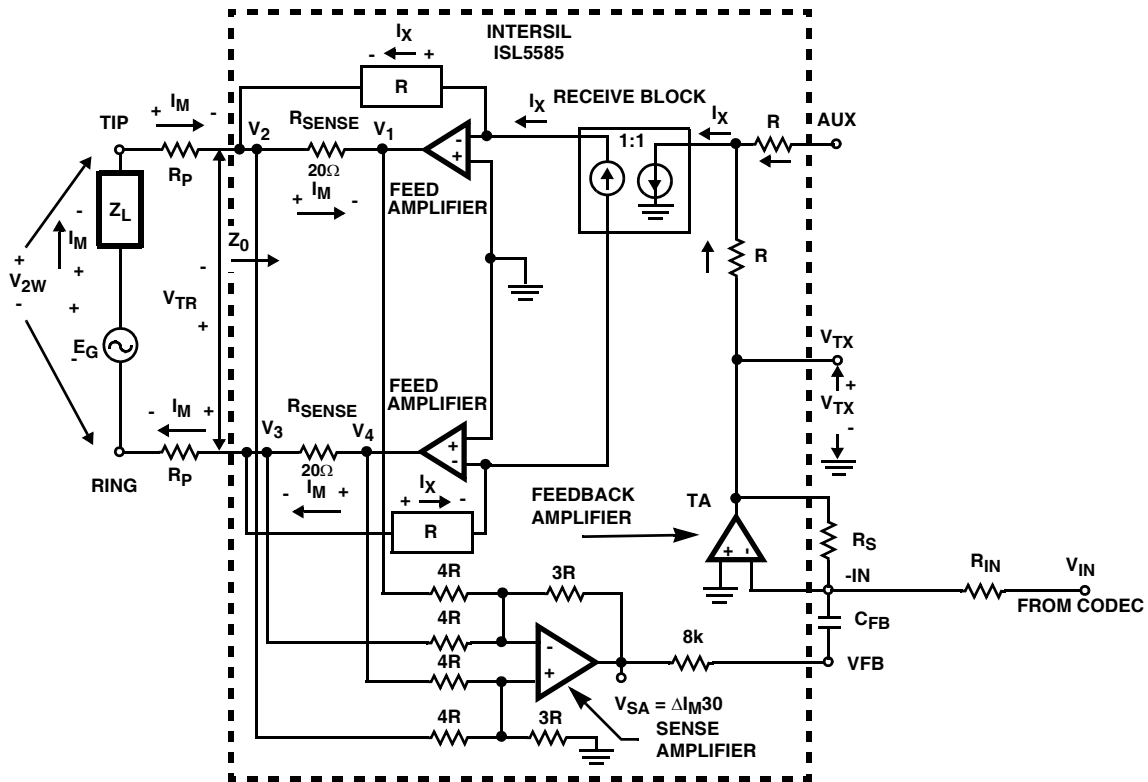 INTERSIL
ISL5585
I_X
- +
R
RECEIVE BLOCK
I_X
I_X
R
AUX
1:1
I_M
+ -
TIP
R_P
V_2
R_SENSE
V_1
20Ω
I_M
+ -
-
+
FEED
AMPLIFIER
Z_L
-
I_M
+
+
V_2W
-
+
+
E_G
-
Z_0
-
V_TR
+
R
V_TX
+
V_TX
-
FEED
AMPLIFIER
I_M
- +
R_P
RING
V_3
R_SENSE
V_4
20Ω
I_M
- +
+
-
I_X
+ -
R
FEEDBACK
AMPLIFIER
TA
+ -
R_S
-IN
R_IN
V_IN
FROM CODEC
C_FB
VFB
4R
3R
4R
4R
4R
3R
-
+
8k
V_SA = ΔI_M30
SENSE
AMPLIFIER